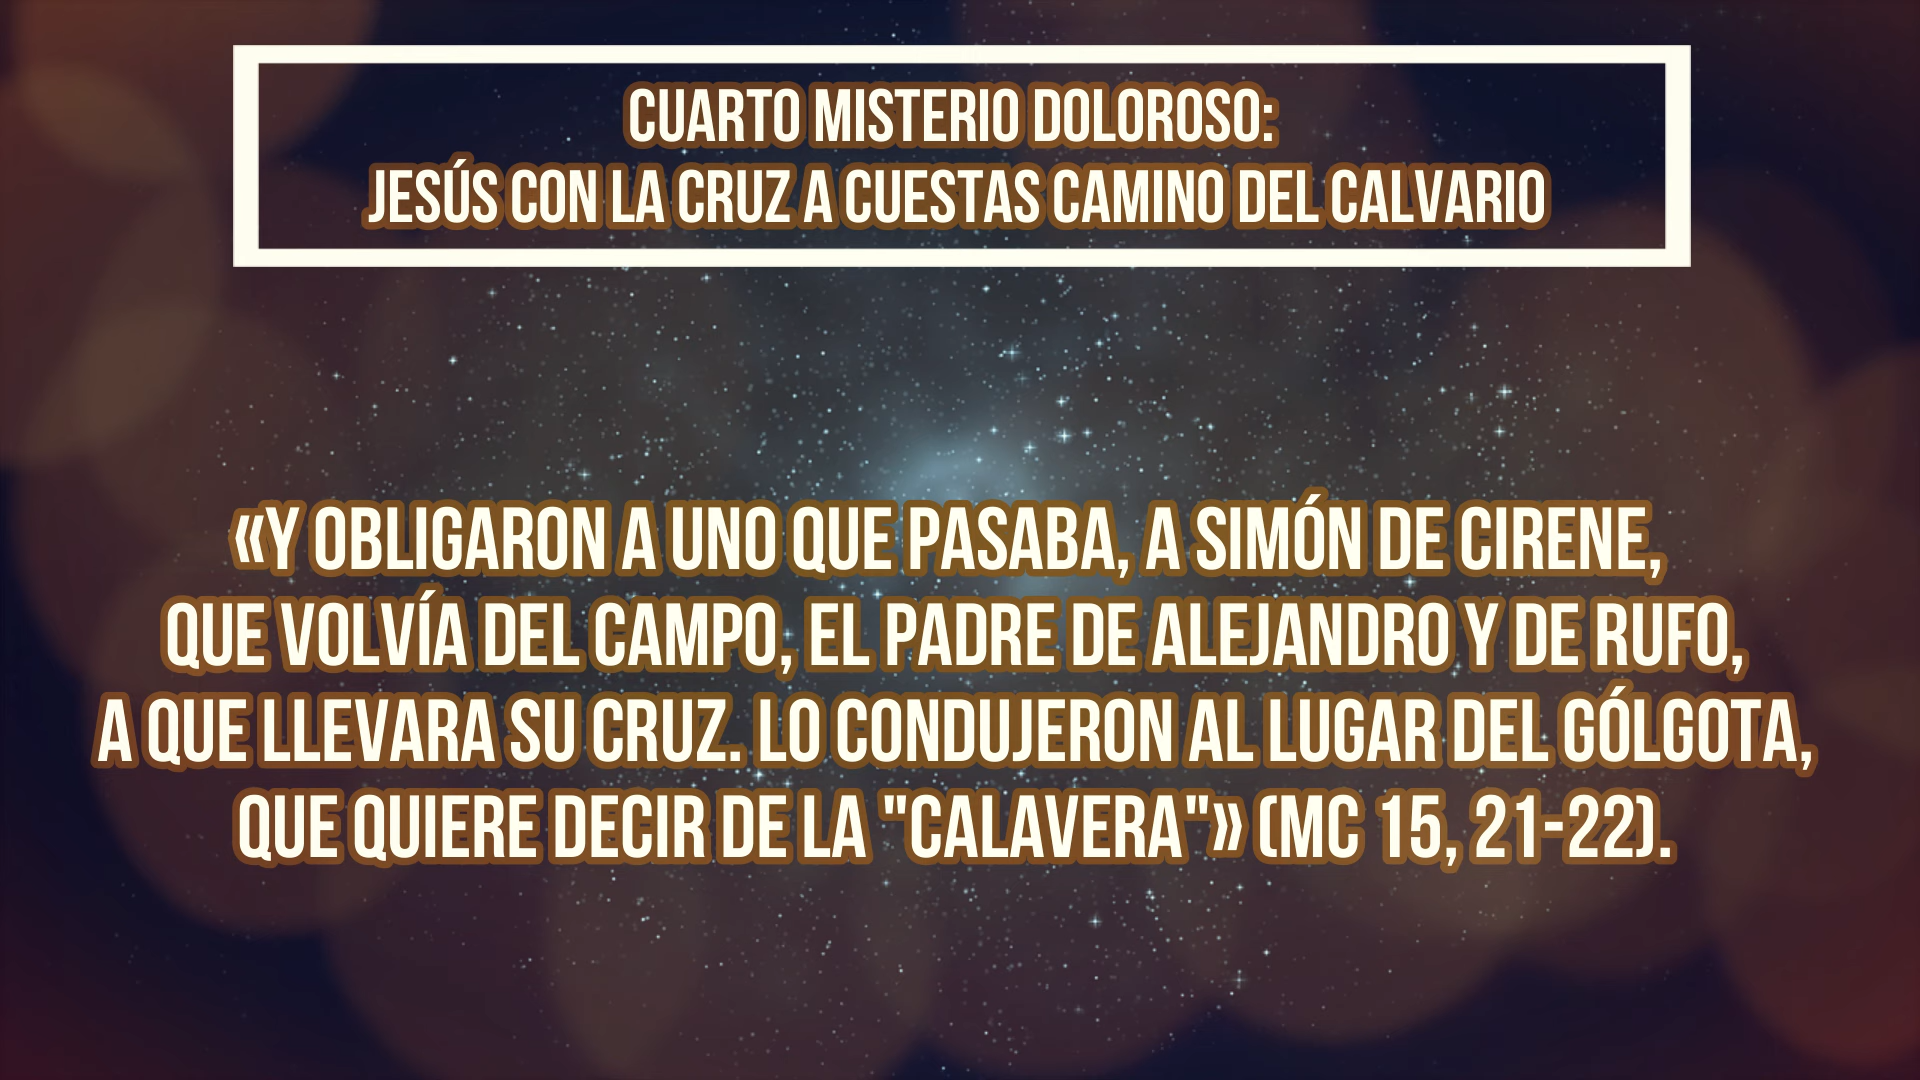 CUARTO MISTERIO DOLOROSO:
JESÚS CON LA CRUZ A CUESTAS CAMINO DEL CALVARIO
«Y OBLIGARON A UNO QUE PASABA, A SIMÓN DE CIRENE,
QUE VOLVÍA DEL CAMPO, EL PADRE DE ALEJANDRO Y DE RUFO,
A QUE LLEVARA SU CRUZ. LO CONDUJERON AL LUGAR DEL GÓLGOTA,
QUE QUIERE DECIR DE LA "CALAVERA"» (MC 15, 21-22).